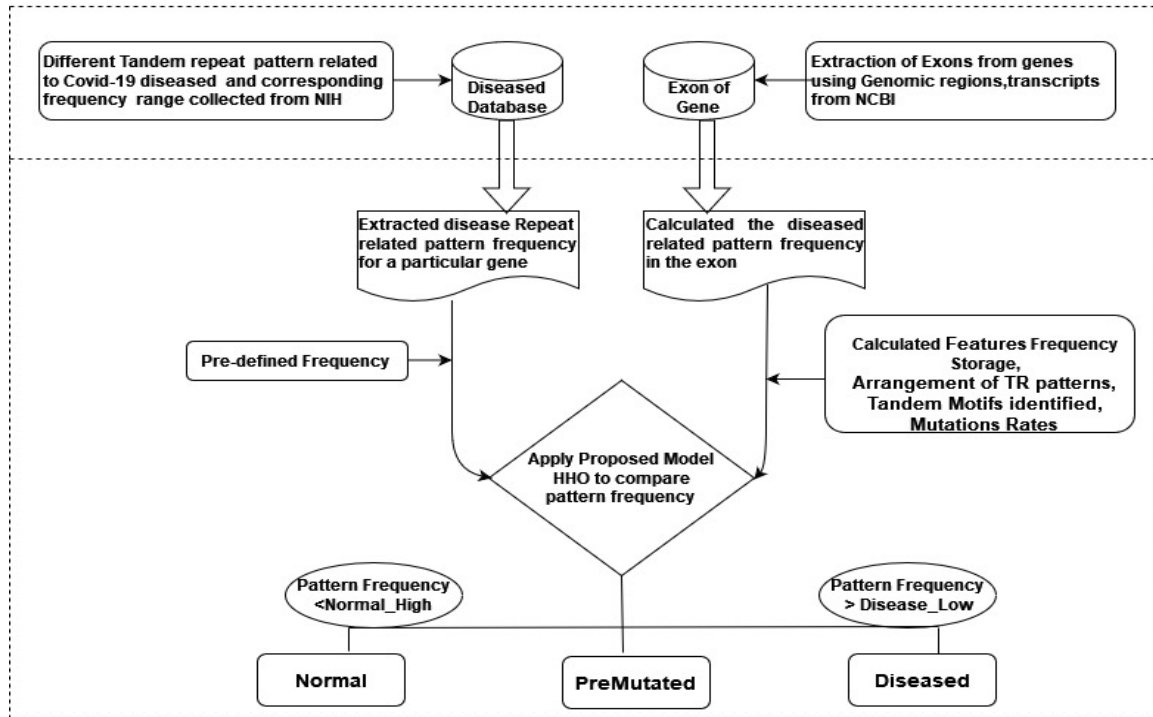 Different Tandem repeat pattern related
to Covid-19 diseased and corresponding
frequency range collected from NIH
Diseased
Database
Exon of
Gene
Extraction of Exons from genes
using Genomic regions,transcripts
from NCBI
Extracted disease Repeat
related pattern frequency
for a particular gene
Calculated the diseased
related pattern frequency
in the exon
Pre-defined Frequency
Calculated Features Frequency
Storage,
Arrangement of TR patterns,
Tandem Motifs identified,
Mutations Rates
Apply Proposed Model
HHO to compare
pattern frequency
Pattern Frequency
<Normal_High
Pattern Frequency
> Disease_Low
Normal
PreMutated
Diseased